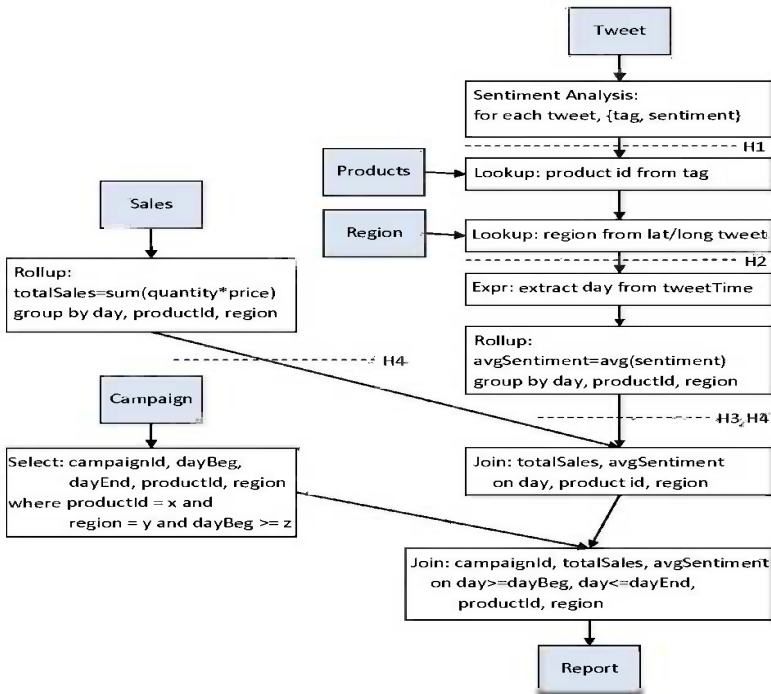 Tweet
Sentiment Analysis:
for each tweet, {tag, sentiment}
H1
Products
Lookup: product id from tag
Sales
Region
Lookup: region from lat/long tweet
H2
Rollup:
totalSales=sum(quantity*price)
group by day, productId, region
Expr: extract day from tweetTime
Rollup:
avgSentiment=avg(sentiment)
group by day, productId, region
H4
Campaign
H3,H4
Select: campaignId, dayBeg,
dayEnd, productId, region
where productId = x and
region = y and dayBeg >= z
Join: totalSales, avgSentiment
on day, product id, region
Join: campaignId, totalSales, avgSentiment
on day>=dayBeg, day<=dayEnd,
productId, region
Report